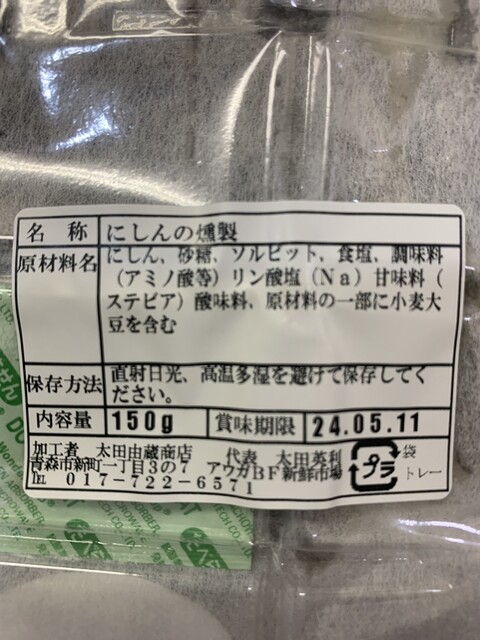 名 称 にしんの燻製
原材料名 にしん、砂糖、ソルビット、食塩、調味料
(アミノ酸等)リン酸塩(Na)甘味料(
ステビア)酸味料、原材料の一部に小麦大
豆を含む
保存方法 直射日光、高温多湿を避けて保存してく
ださい。
内容量 150g 賞味期限 24.05.11
加工者 太田由蔵商店 代表 太田英利
青森市新町一丁目3の7 アウガBF新鮮市場
℡ 017-722-6571
プラ
袋
トレー